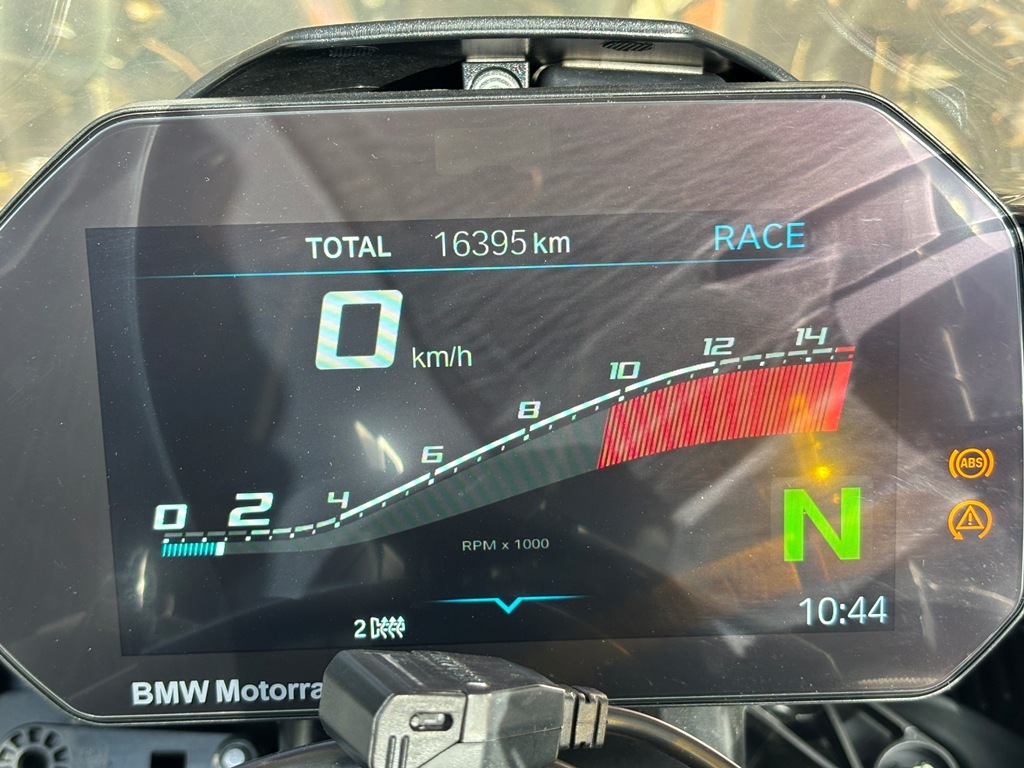 TOTAL 16395 km RACE
0 km/h
0 2 4 6 8 10 12 14
RPM x 1000
N
ABS
2
10:44
BMW Motorra